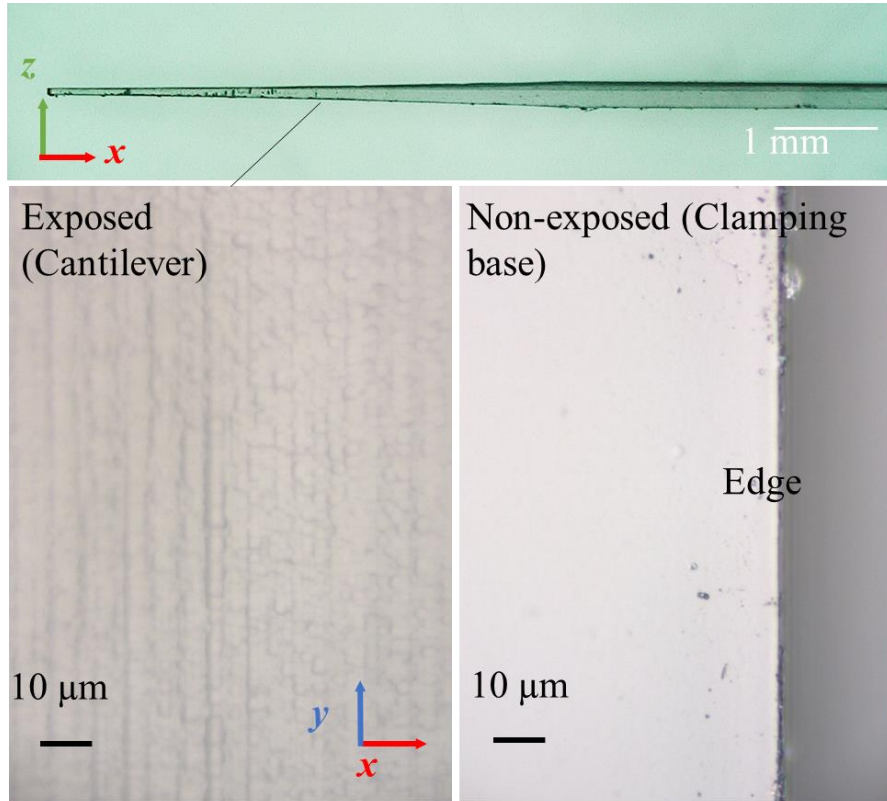 z
x
1 mm
Exposed
(Cantilever)
10 μm
y
x
Non-exposed (Clamping
base)
Edge
10 μm